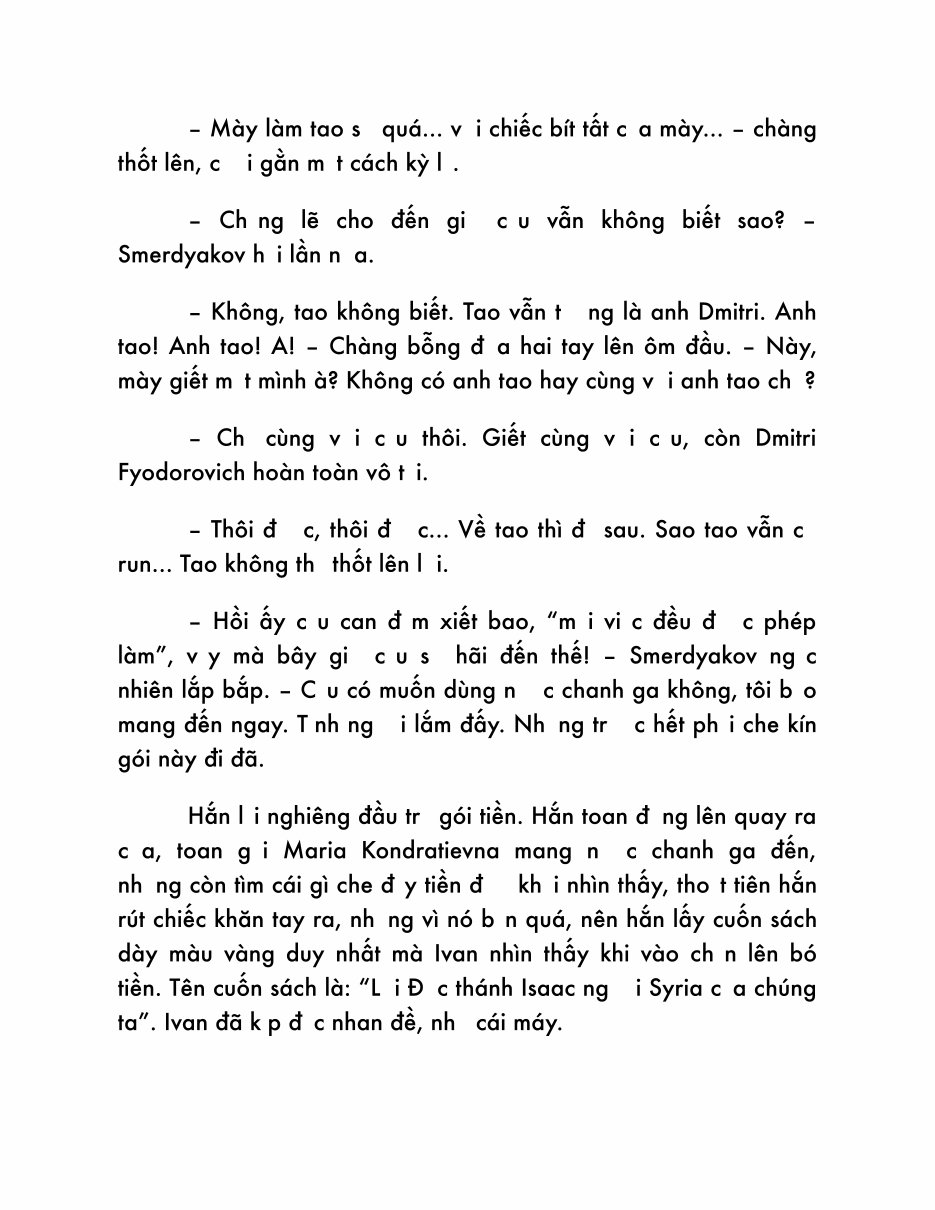 – Mày làm tao s quá... v i chiếc bít tất c a mày... – chàng
thốt lên, c i gằn m t cách kỳ l .
– Ch ng lẽ cho đến gi c u vẫn không biết sao? –
Smerdyakov h i lần n a.
– Không, tao không biết. Tao vẫn t ng là anh Dmitri. Anh
tao! Anh tao! A! – Chàng bỗng đ a hai tay lên ôm đầu. – Này,
mày giết m t mình à? Không có anh tao hay cùng v i anh tao ch ?
– Ch cùng v i c u thôi. Giết cùng v i c u, còn Dmitri
Fyodorovich hoàn toàn vô t i.
– Thôi đ c, thôi đ c... Về tao thì đ sau. Sao tao vẫn c
run... Tao không th thốt lên l i.
– Hồi ấy c u can đ m xiết bao, “m i vi c đều đ c phép
làm”, v y mà bây gi c u s hãi đến thế! – Smerdyakov ng c
nhiên lắp bắp. – C u có muốn dùng n c chanh ga không, tôi b o
mang đến ngay. T nh ng i lắm đấy. Nh ng tr c hết ph i che kín
gói này đi đã.
Hắn l i nghiêng đầu tr gói tiền. Hắn toan đ ng lên quay ra
c a, toan g i Maria Kondratievna mang n c chanh ga đến,
nh ng còn tìm cái gì che đ y tiền đ kh i nhìn thấy, tho t tiên hắn
rút chiếc khăn tay ra, nh ng vì nó b n quá, nên hắn lấy cuốn sách
dày màu vàng duy nhất mà Ivan nhìn thấy khi vào ch n lên bó
tiền. Tên cuốn sách là: “L i Đ c thánh Isaac ng i Syria c a chúng
ta”. Ivan đã k p đ c nhan đề, nh cái máy.